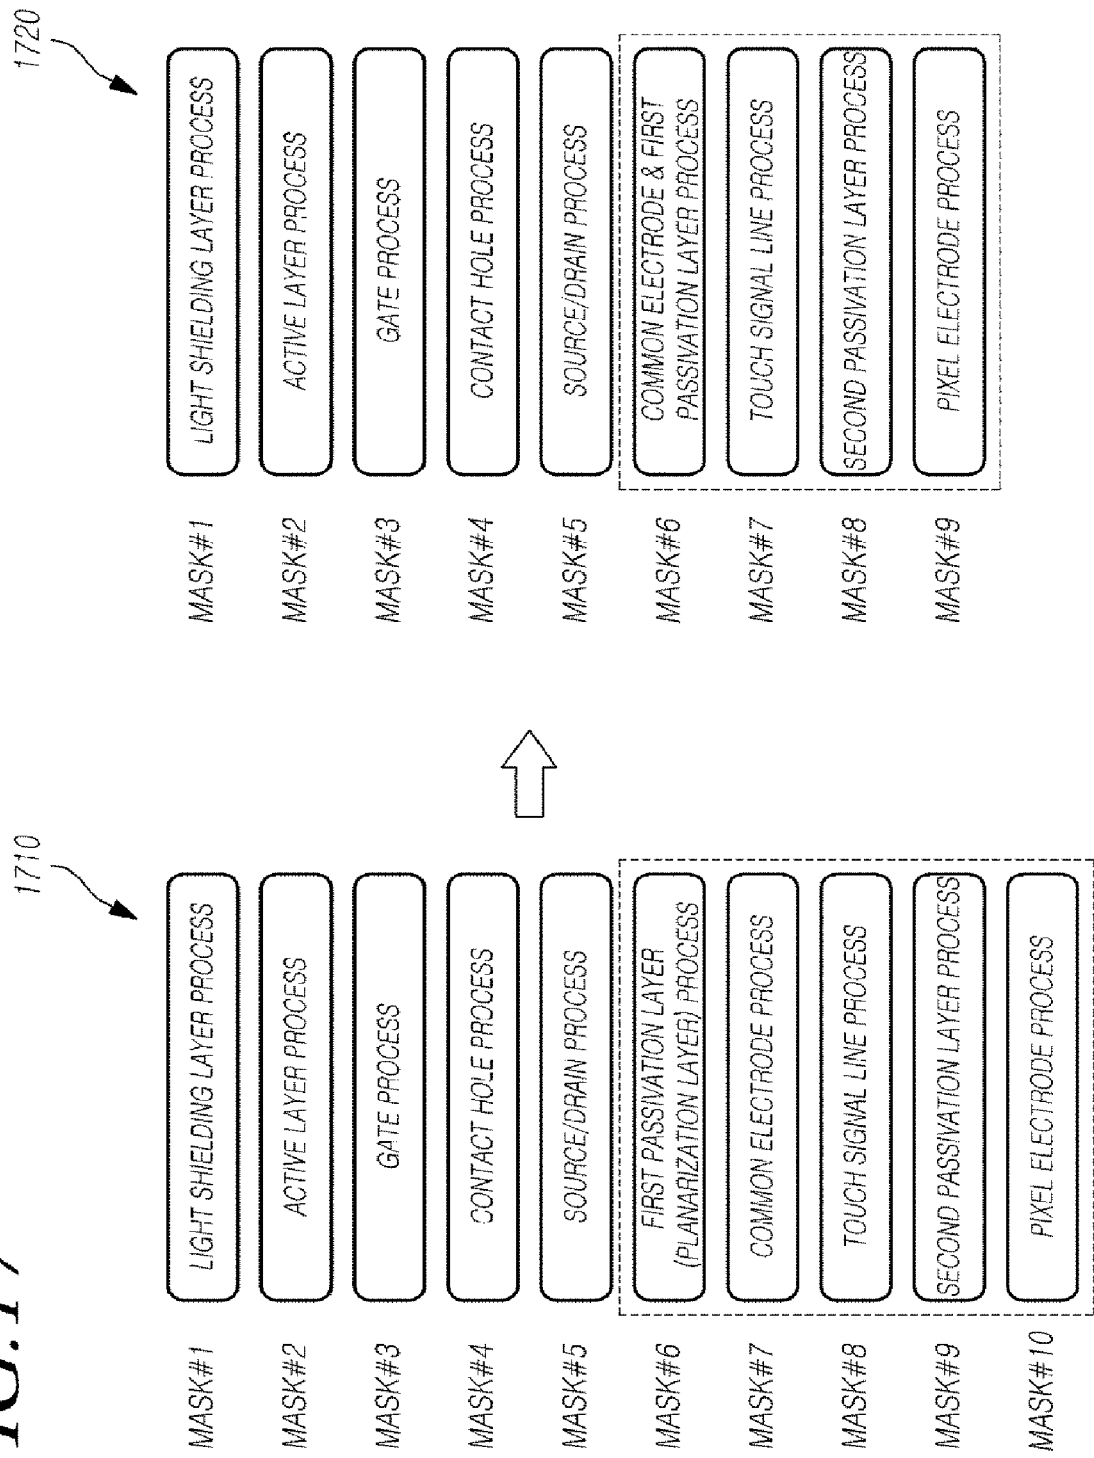 FIG.17
1710
MASK#1
LIGHT SHIELDING LAYER PROCESS
MASK#2
ACTIVE LAYER PROCESS
MASK#3
GATE PROCESS
MASK#4
CONTACT HOLE PROCESS
MASK#5
SOURCE/DRAIN PROCESS
MASK#6
FIRST PASSIVATION LAYER
(PLANARIZATION LAYER) PROCESS
MASK#7
COMMON ELECTRODE PROCESS
MASK#8
TOUCH SIGNAL LINE PROCESS
MASK#9
SECOND PASSIVATION LAYER PROCESS
MASK#10
PIXEL ELECTRODE PROCESS
1720
MASK#1
LIGHT SHIELDING LAYER PROCESS
MASK#2
ACTIVE LAYER PROCESS
MASK#3
GATE PROCESS
MASK#4
CONTACT HOLE PROCESS
MASK#5
SOURCE/DRAIN PROCESS
MASK#6
COMMON ELECTRODE & FIRST
PASSIVATION LAYER PROCESS
MASK#7
TOUCH SIGNAL LINE PROCESS
MASK#8
SECOND PASSIVATION LAYER PROCESS
MASK#9
PIXEL ELECTRODE PROCESS